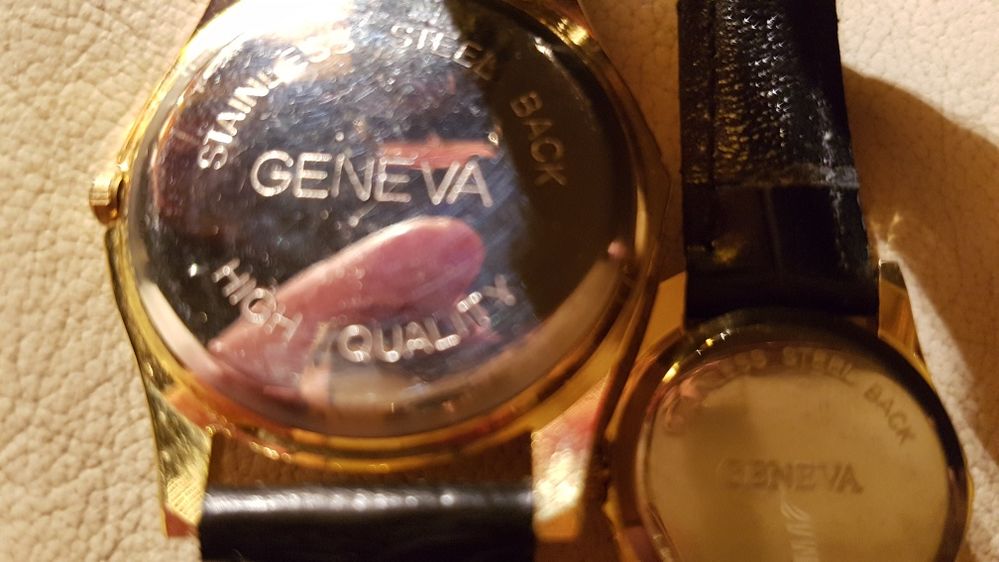 STAINLESS STEEL BACK
GENEVA
HIGH QUALITY
STEEL BACK
GENEVA